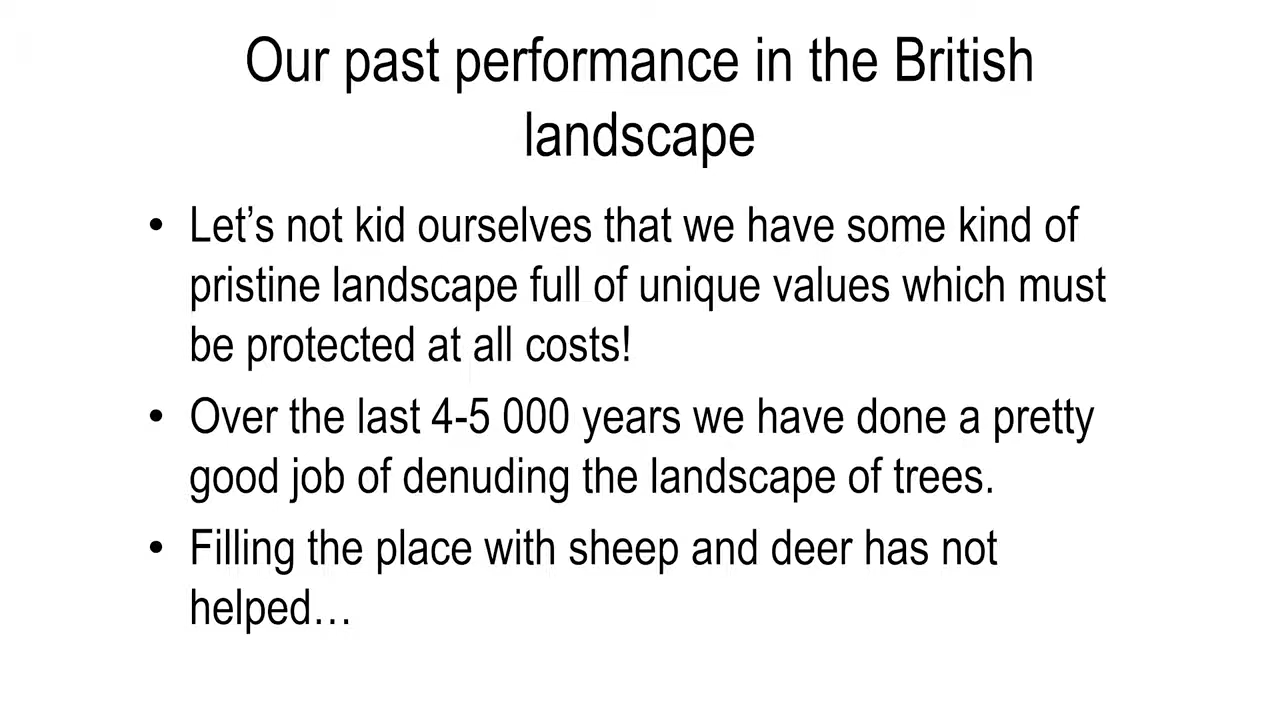 Our past performance in the British
landscape
• Let’s not kid ourselves that we have some kind of
pristine landscape full of unique values which must
be protected at all costs!
• Over the last 4-5 000 years we have done a pretty
good job of denuding the landscape of trees.
• Filling the place with sheep and deer has not
helped…